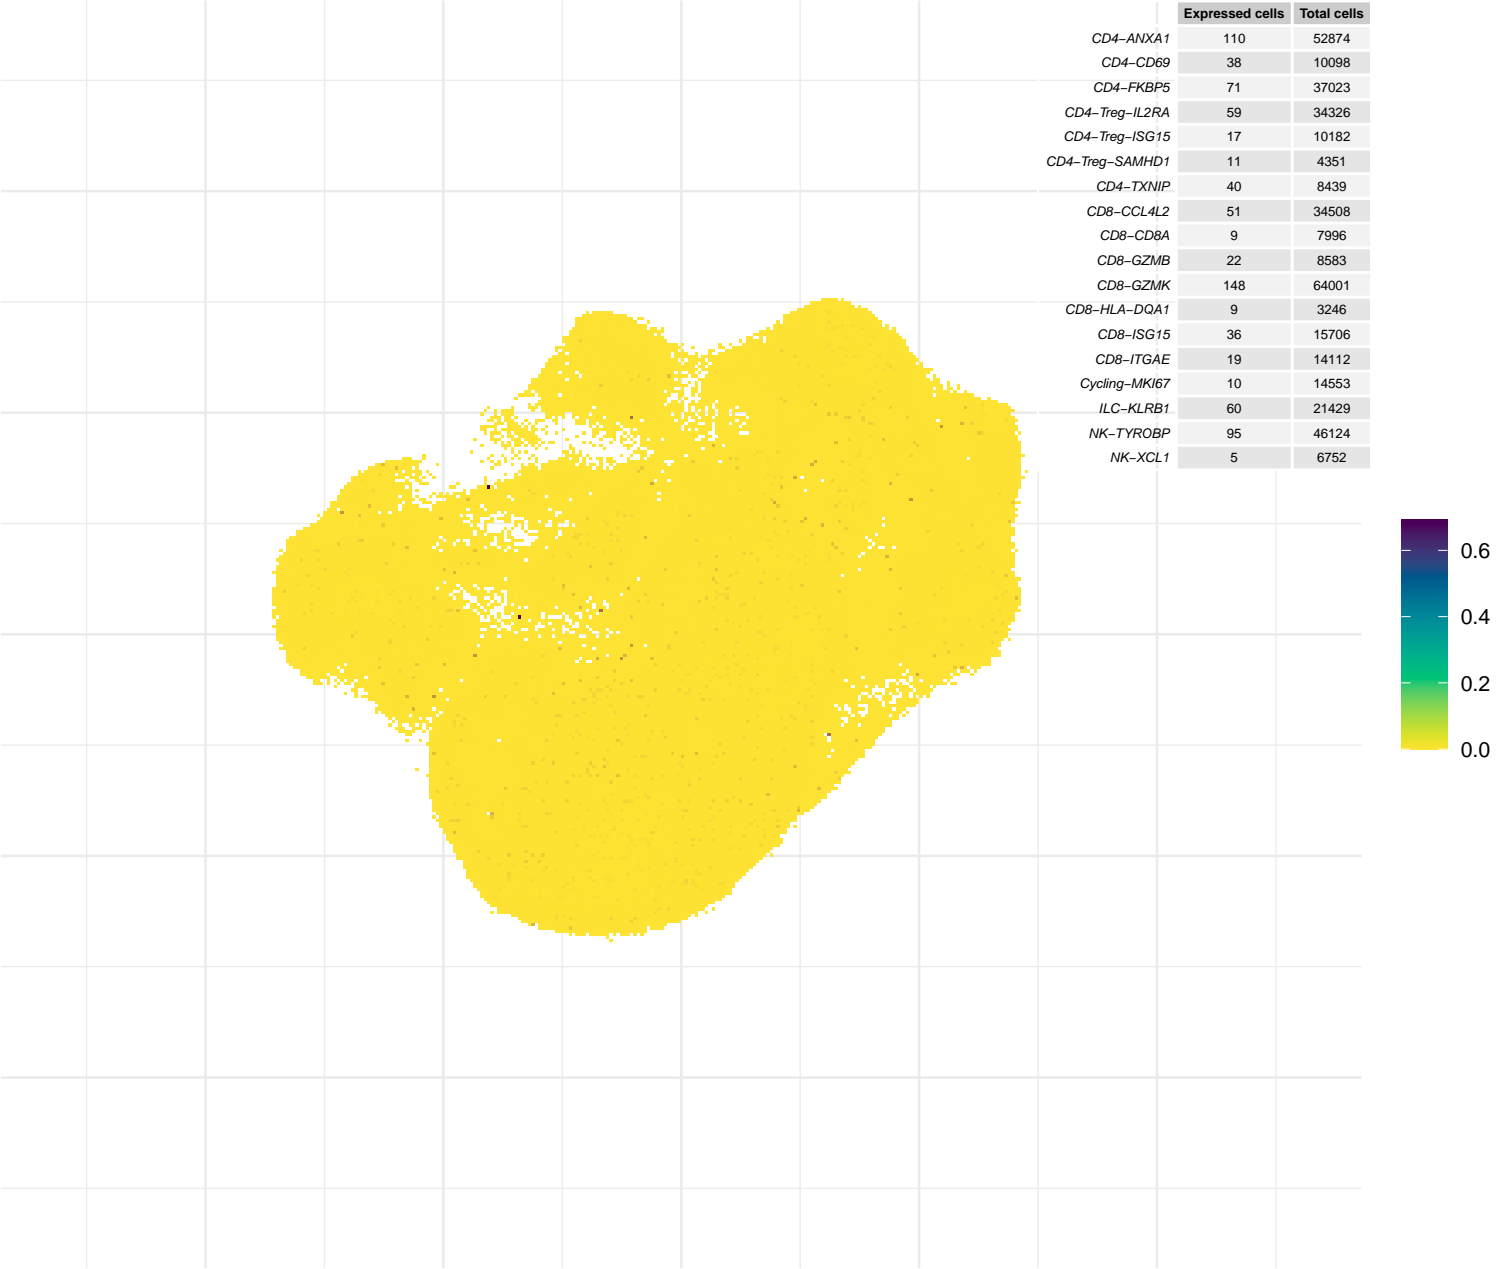 Expressed cells Total cells
CD4−ANXA1 110 52874
CD4−CD69 38 10098
CD4−FKBP5 71 37023
CD4−Treg−IL2RA 59 34326
CD4−Treg−ISG15 17 10182
CD4−Treg−SAMHD1 11 4351
CD4−TXNIP 40 8439
CD8−CCL4L2 51 34508
CD8−CD8A 9 7996
CD8−GZMB 22 8583
CD8−GZMK 148 64001
CD8−HLA−DQA1 9 3246
CD8−ISG15 36 15706
CD8−ITGAE 19 14112
Cycling−MKI67 10 14553
ILC−KLRB1 60 21429
NK−TYROBP 95 46124
NK−XCL1 5 6752
0.6
0.4
0.2
0.0